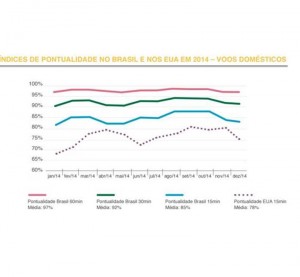 ÍNDICES DE PONTUALIDADE NO BRASIL E NOS EUA EM 2014 – VOOS DOMÉSTICOS
100%
95%
90%
85%
80%
75%
70%
65%
60%
jan/14 fev/14 mar/14 abr/14 mai/14 jun/14 jul/14 ago/14 set/14 out/14 nov/14 dez/14
Pontualidade Brasil 60min Pontualidade Brasil 30min Pontualidade Brasil 15min Pontualidade EUA 15min
Média: 97% Média: 92% Média: 85% Média: 76%